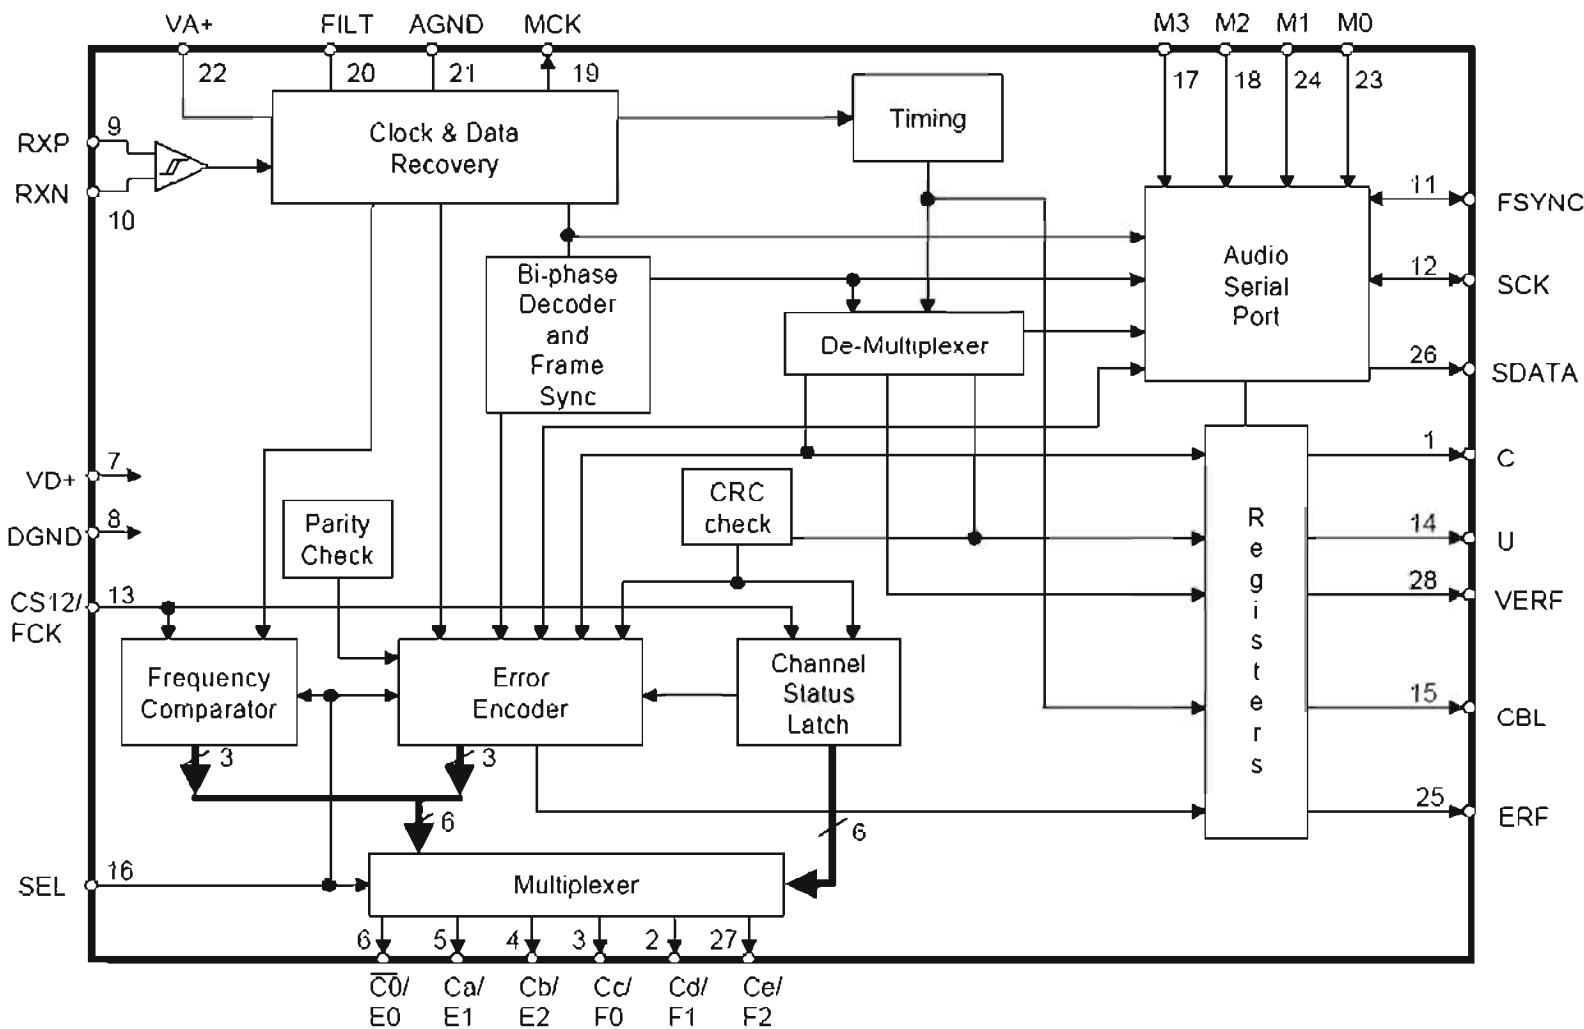 VA+ FILT AGND MCK M3 M2 M1 M0
22 20 21 19 17 18 24 23
RXP 9
RXN 10
Clock & Data
Recovery
Timing
Audio
Serial
Port
11 FSYNC
12 SCK
26 SDATA
Bi-phase
Decoder
and
Frame
Sync
De-Multiplexer
VD+ 7
DGND 8
CS12/ 13
FCK
Parity
Check
CRC
check
Registers
1 C
14 U
28 VERF
15 CBL
25 ERF
Frequency
Comparator
Error
Encoder
Channel
Status
Latch
3 3
6 6
SEL 16
Multiplexer
6 5 4 3 2 27
C̅0̅/ Ca/ Cb/ Cc/ Cd/ Ce/
E0 E1 E2 F0 F1 F2